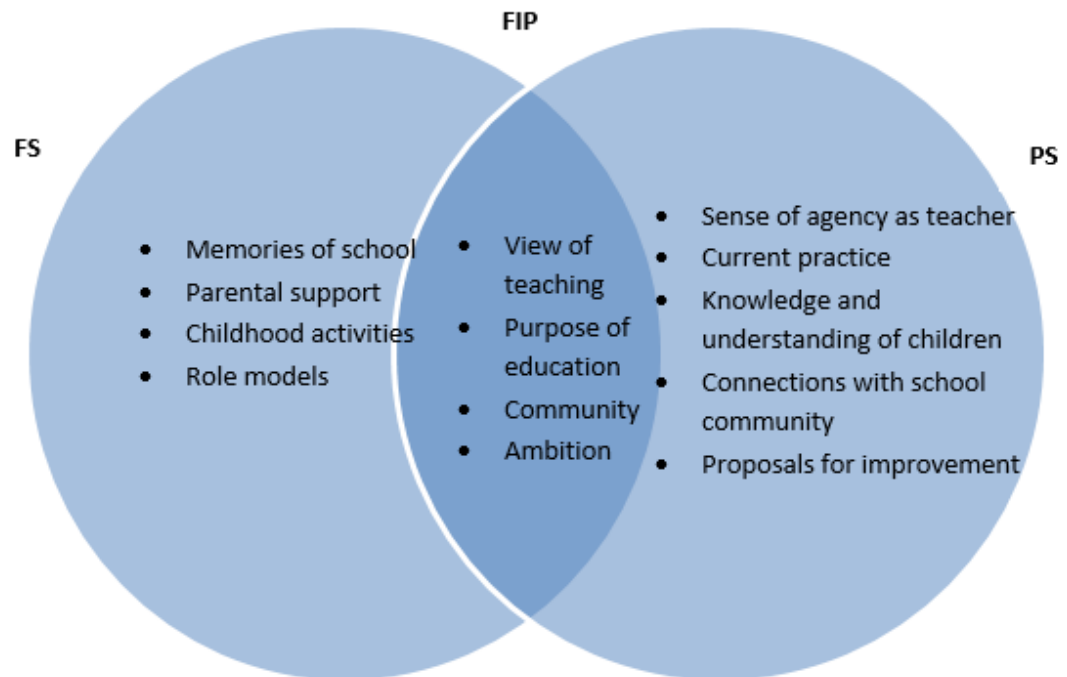 FIP
FS
PS
• Memories of school
• Parental support
• Childhood activities
• Role models
• View of
teaching
• Purpose of
education
• Community
• Ambition
• Sense of agency as teacher
• Current practice
• Knowledge and
understanding of children
• Connections with school
community
• Proposals for improvement